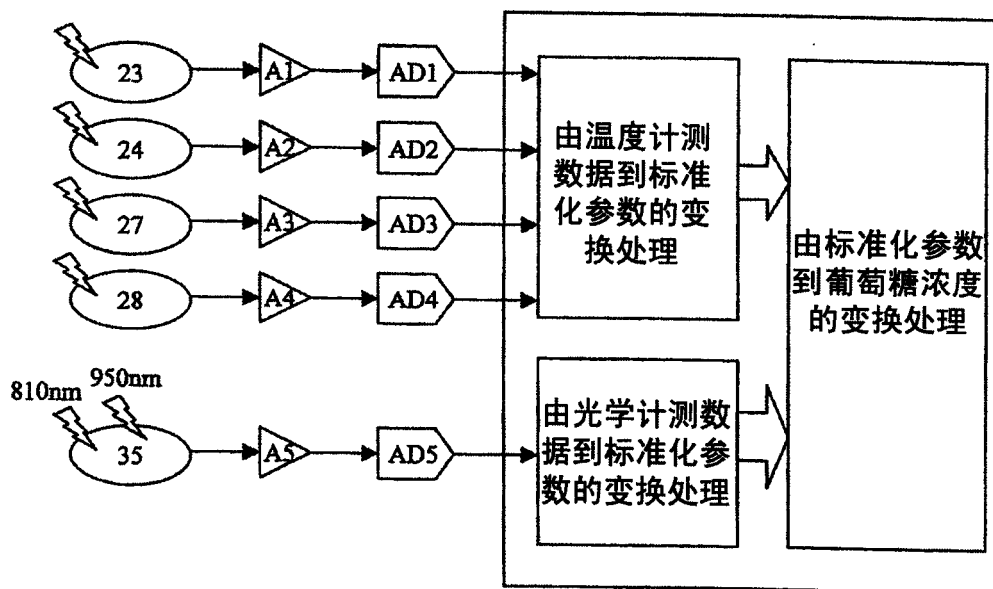 23
A1
AD1
24
A2
AD2
27
A3
AD3
28
A4
AD4
由温度计测
数据到标准
化参数的变
换处理
810nm
950nm
35
A5
AD5
由光学计测数
据到标准化参
数的变换处理
由标准化参数
到葡萄糖浓度
的变换处理